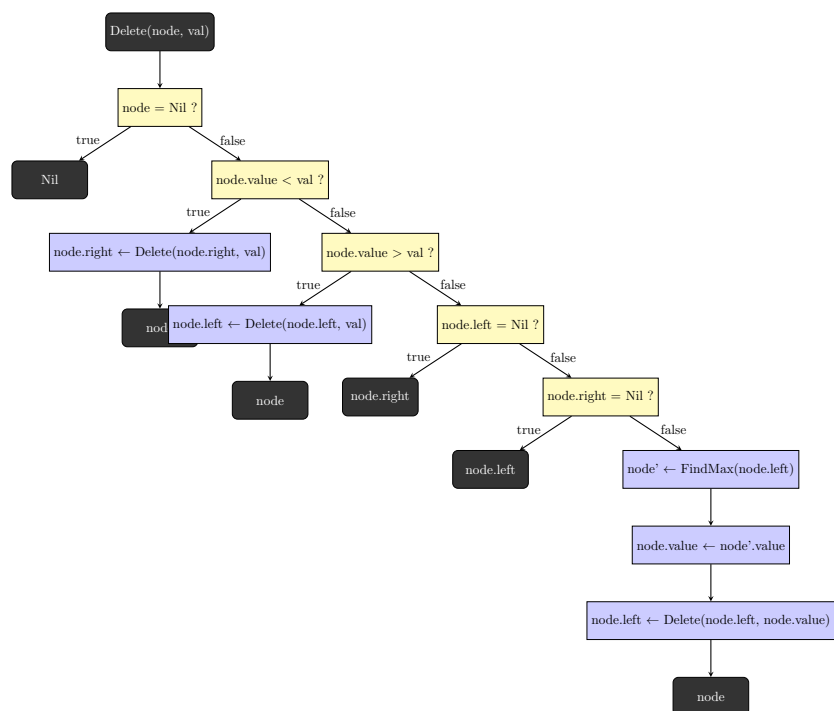 Delete(node, val)
node = Nil ?
true
false
Nil
node.value < val ?
true
false
node.right ← Delete(node.right, val)
node.value > val ?
true
false
node.left ← Delete(node.left, val)
node.left = Nil ?
true
false
node
node.right
node.right = Nil ?
true
false
node.left
node' ← FindMax(node.left)
node.value ← node'.value
node.left ← Delete(node.left, node.value)
node